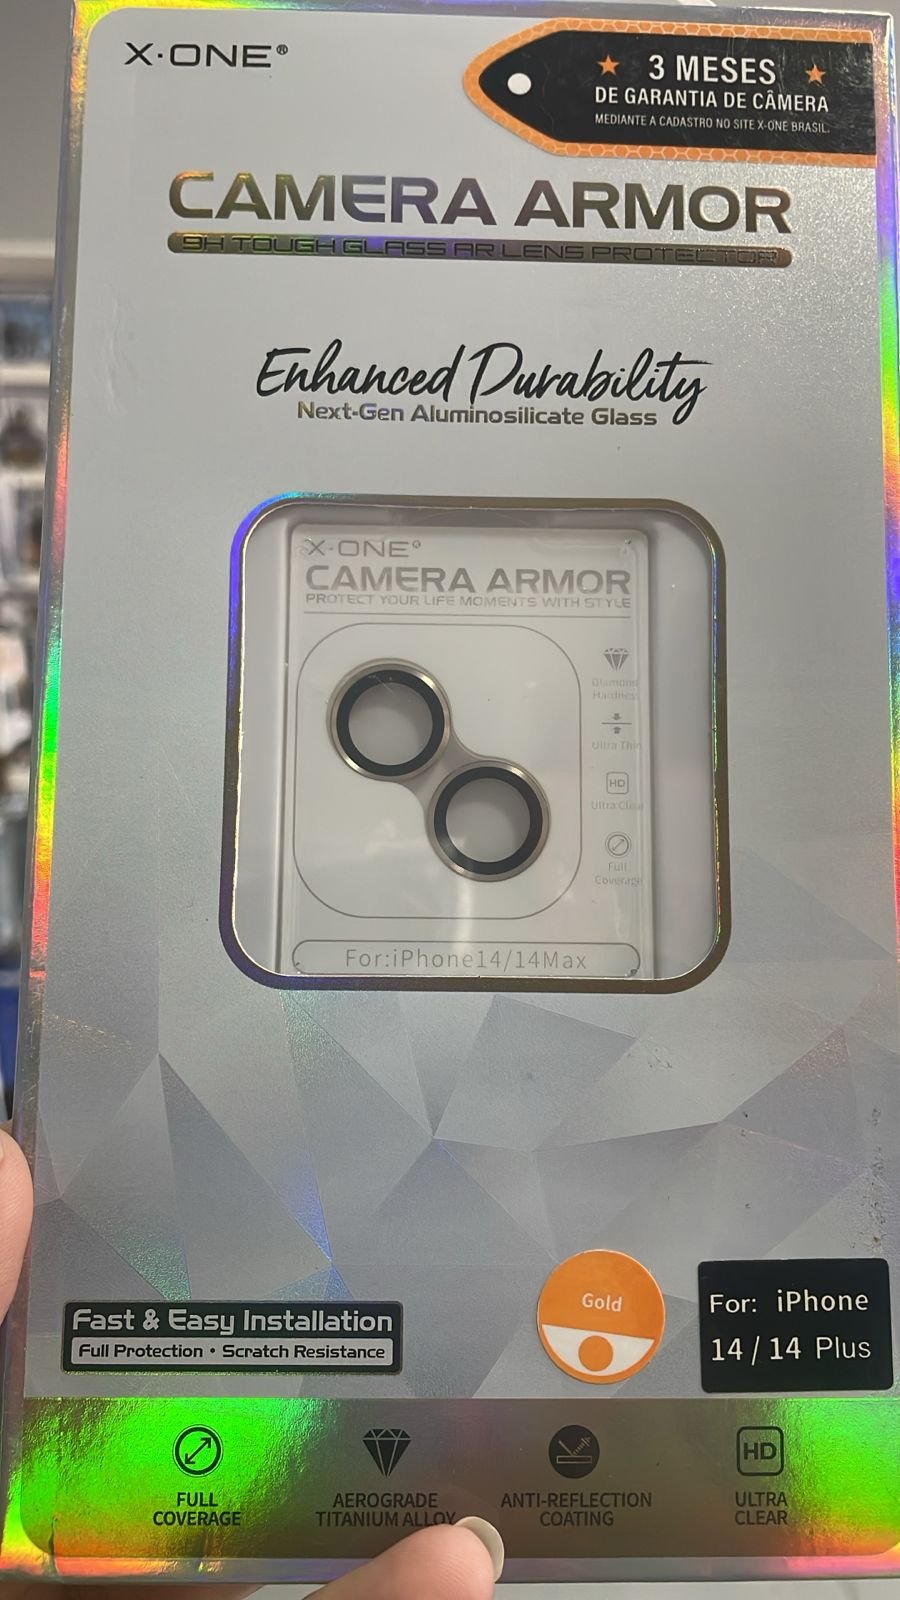 X·ONE®
3 MESES
DE GARANTIA DE CÂMERA
MEDIANTE A CADASTRO NO SITE X-ONE BRASIL.
CAMERA ARMOR
9H TOUGH GLASS AR LENS PROTECTOR
Enhanced Durability
Next-Gen Aluminosilicate Glass
X·ONE®
CAMERA ARMOR
PROTECT YOUR LIFE MOMENTS WITH STYLE
Diamond
Hardness
Ultra Thin
HD
Ultra Clear
Full
Coverage
For:iPhone14/14Max
Fast & Easy Installation
Full Protection • Scratch Resistance
Gold
For: iPhone
14 / 14 Plus
FULL
COVERAGE
AEROGRADE
TITANIUM ALLOY
ANTI-REFLECTION
COATING
HD
ULTRA
CLEAR